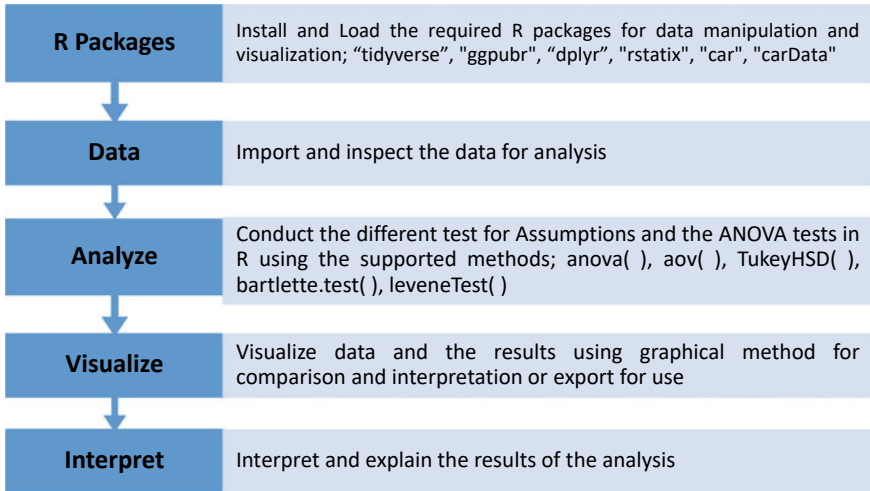 R Packages
Install and Load the required R packages for data manipulation and
visualization; “tidyverse”, "ggpubr", “dplyr”, "rstatix", "car", "carData"
Data
Import and inspect the data for analysis
Analyze
Conduct the different test for Assumptions and the ANOVA tests in
R using the supported methods; anova( ), aov( ), TukeyHSD( ),
bartlette.test( ), leveneTest( )
Visualize
Visualize data and the results using graphical method for
comparison and interpretation or export for use
Interpret
Interpret and explain the results of the analysis